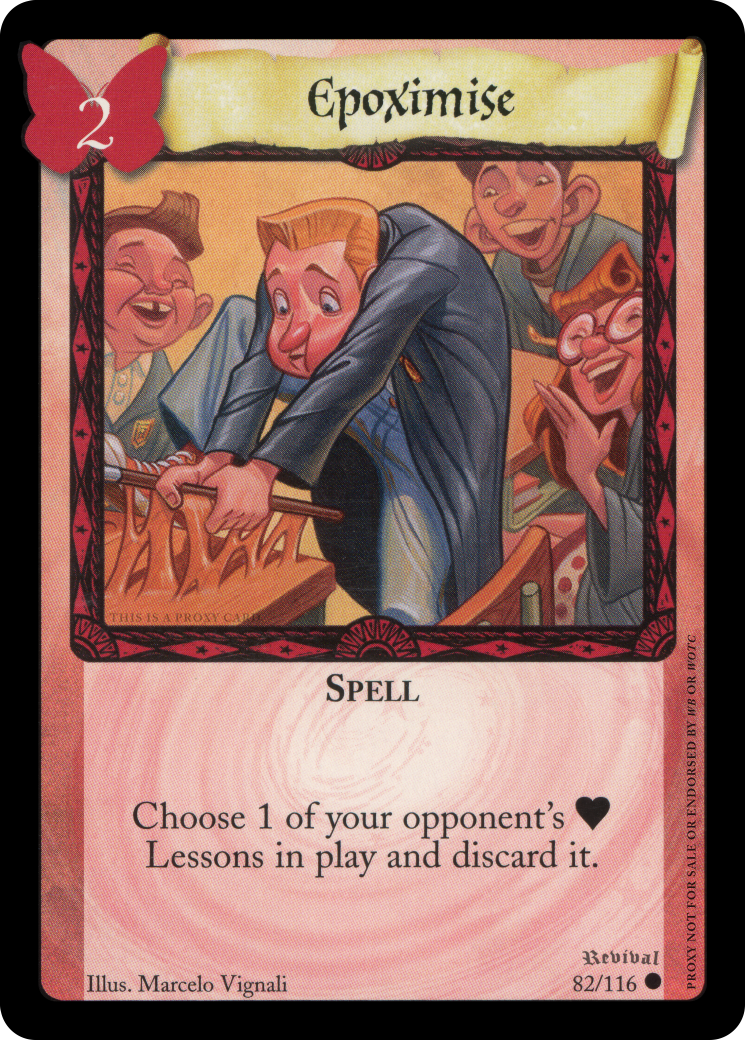 2
Epoximise
THIS IS A PROXY CARD
SPELL
Choose 1 of your opponent's ♥
Lessons in play and discard it.
Revival
Illus. Marcelo Vignali
82/116 ●
PROXY NOT FOR SALE OR ENDORSED BY WB OR WOTC